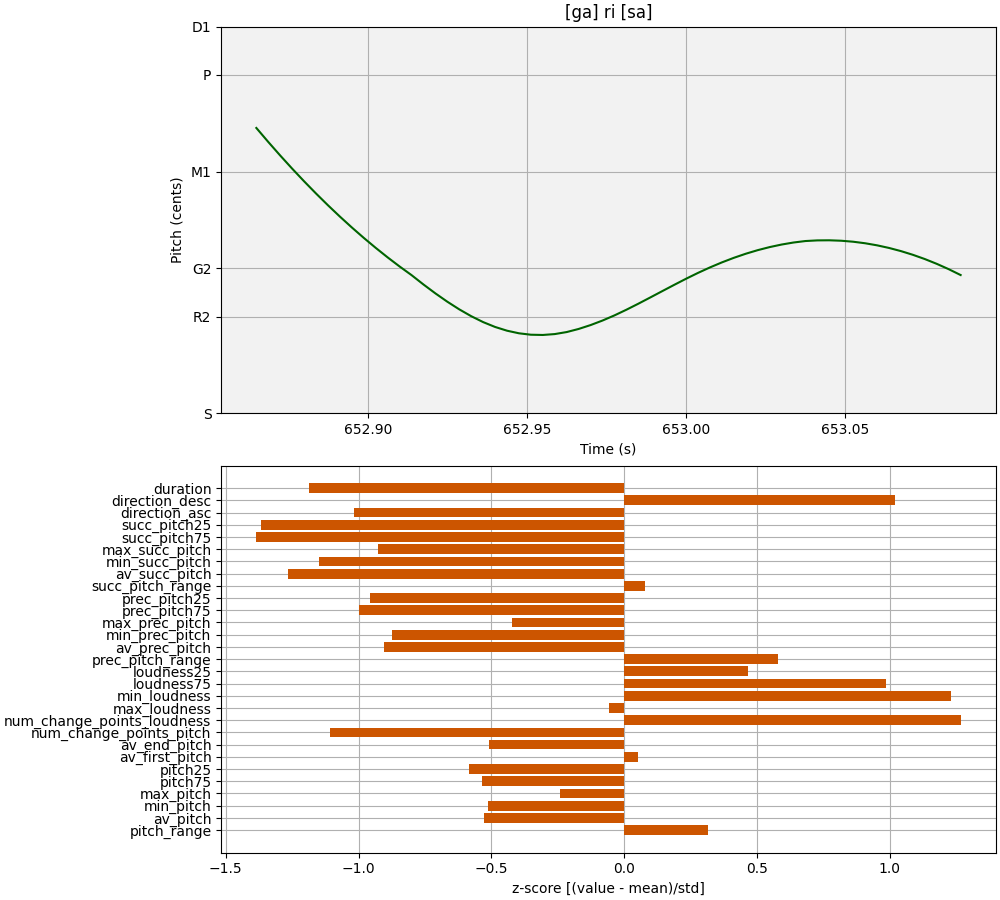 [ga] ri [sa]
D1
P
M1
G2
R2
S
Pitch (cents)
652.90 652.95 653.00 653.05
Time (s)
duration
direction_desc
direction_asc
succ_pitch25
succ_pitch75
max_succ_pitch
min_succ_pitch
av_succ_pitch
succ_pitch_range
prec_pitch25
prec_pitch75
max_prec_pitch
min_prec_pitch
av_prec_pitch
prec_pitch_range
loudness25
loudness75
min_loudness
max_loudness
num_change_points_loudness
num_change_points_pitch
av_end_pitch
av_first_pitch
pitch25
pitch75
max_pitch
min_pitch
av_pitch
pitch_range
−1.5 −1.0 −0.5 0.0 0.5 1.0
z-score [(value - mean)/std]